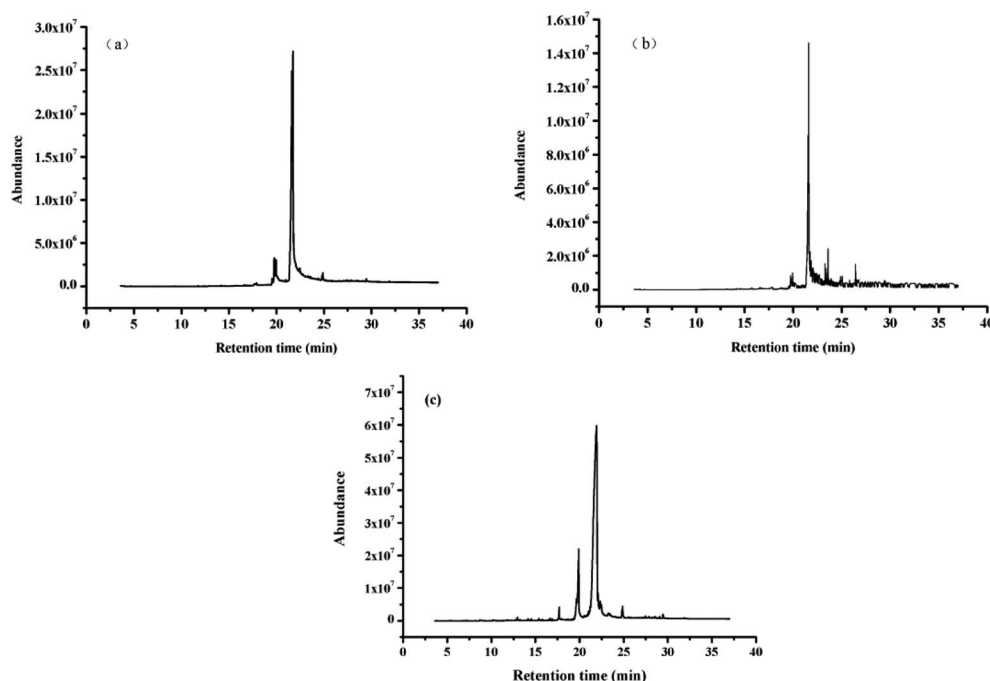 （a）
3.0x10⁷
2.5x10⁷
2.0x10⁷
1.5x10⁷
1.0x10⁷
5.0x10⁶
0.0
Abundance
0 5 10 15 20 25 30 35 40
Retention time (min)
（b）
1.6x10⁷
1.4x10⁷
1.2x10⁷
1.0x10⁷
8.0x10⁶
6.0x10⁶
4.0x10⁶
2.0x10⁶
0.0
Abundance
0 5 10 15 20 25 30 35 40
Retention time (min)
(c)
7x10⁷
6x10⁷
5x10⁷
4x10⁷
3x10⁷
2x10⁷
1x10⁷
0
Abundance
0 5 10 15 20 25 30 35 40
Retention time (min)